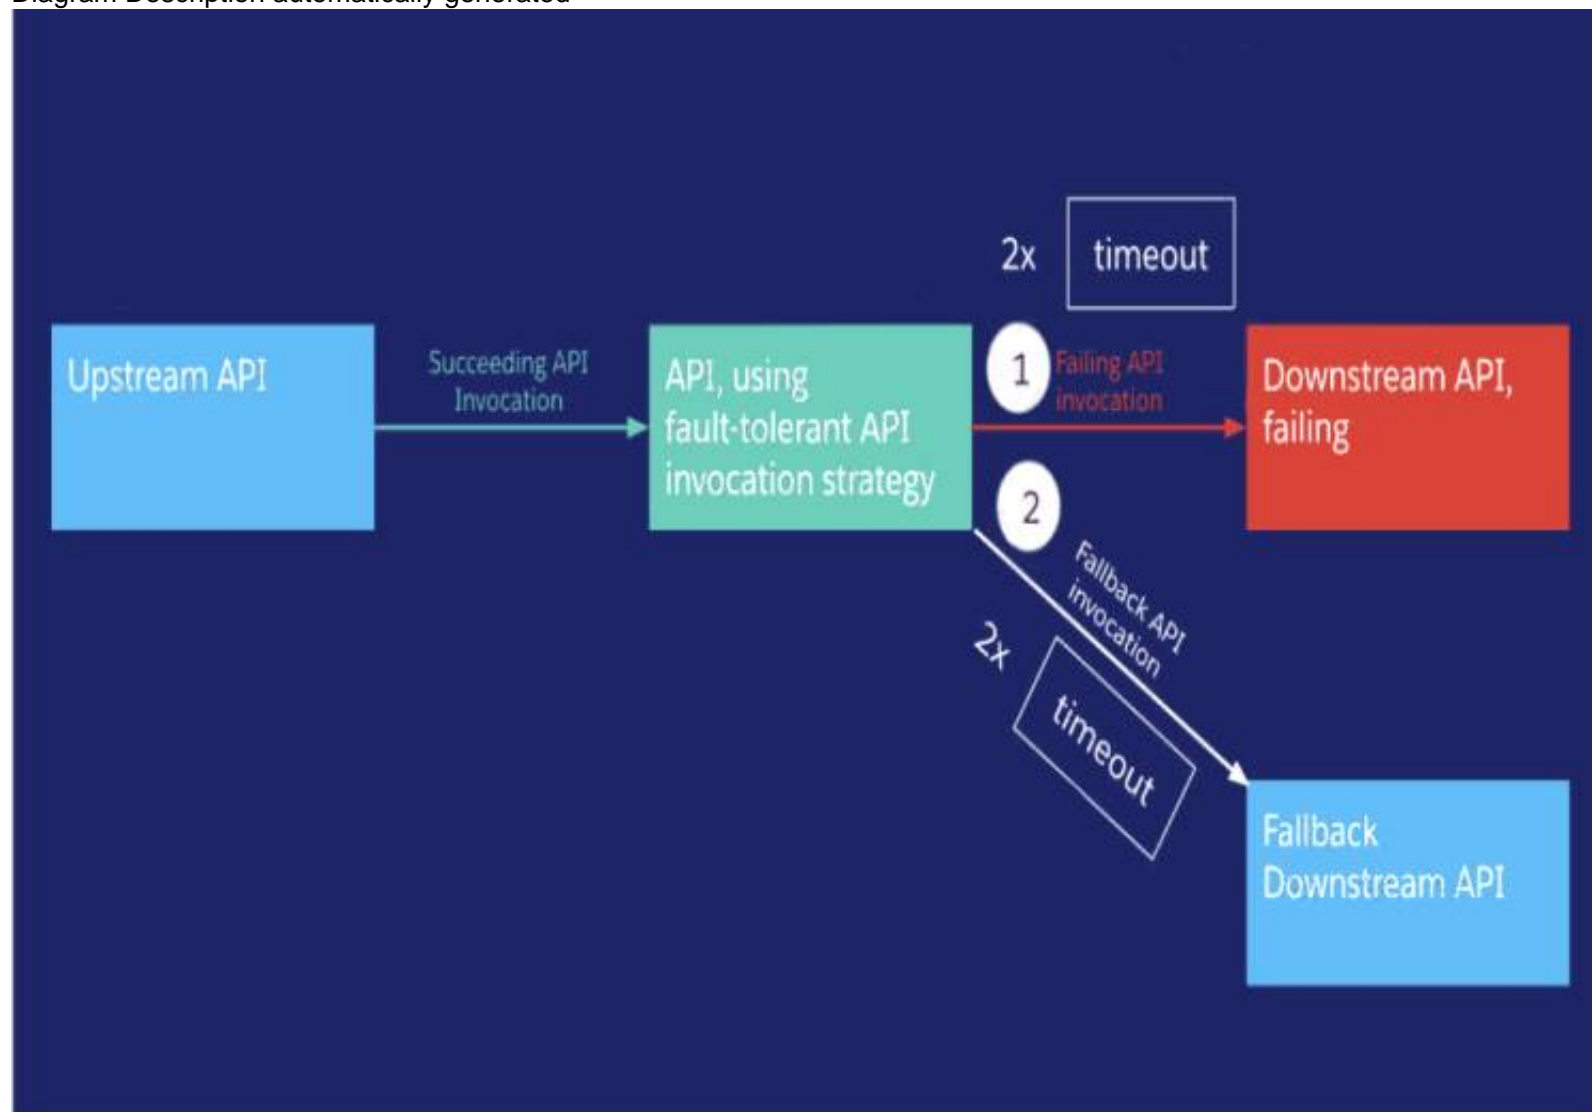 Diagram Description automatically generated
2x
timeout
Upstream API
Succeeding API
Invocation
API, using
fault-tolerant API
invocation strategy
1
Failing API
invocation
Downstream API,
failing
2
Fallback API
invocation
2x
timeout
Fallback
Downstream API